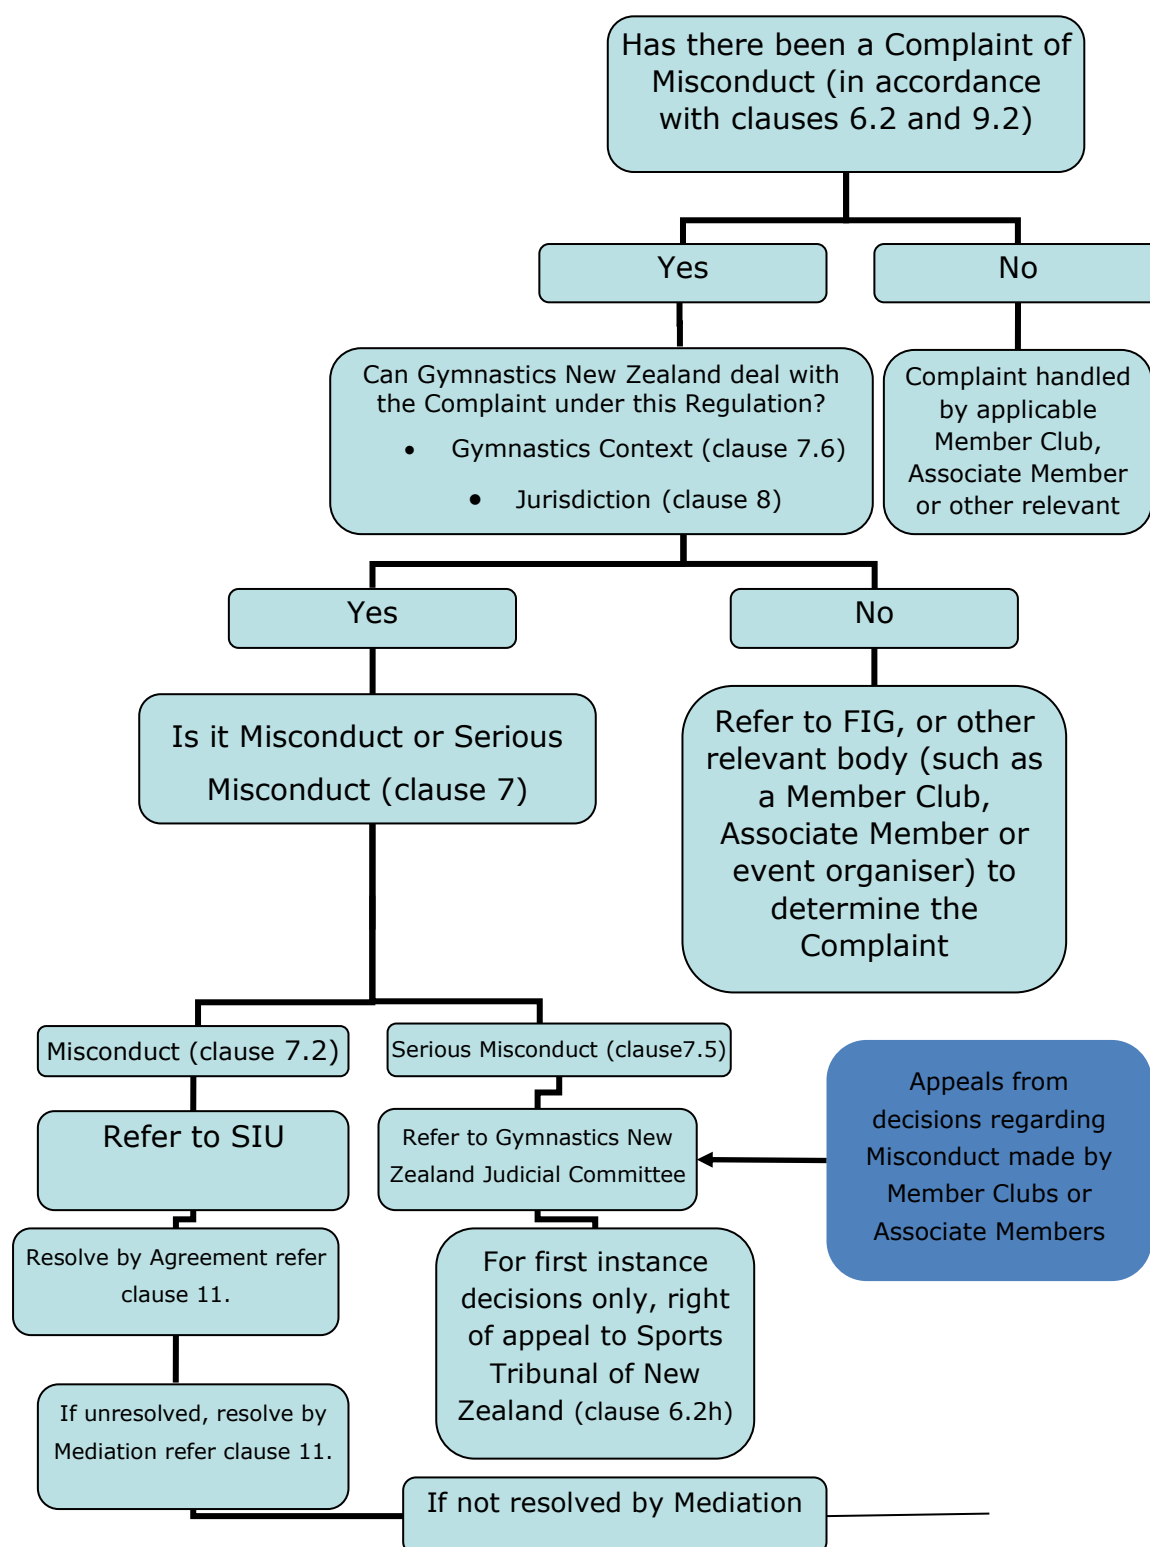 Has there been a Complaint of
Misconduct (in accordance
with clauses 6.2 and 9.2)
Yes
No
Can Gymnastics New Zealand deal with
the Complaint under this Regulation?
• Gymnastics Context (clause 7.6)
• Jurisdiction (clause 8)
Complaint handled
by applicable
Member Club,
Associate Member
or other relevant
Yes
No
Is it Misconduct or Serious
Misconduct (clause 7)
Refer to FIG, or other
relevant body (such as
a Member Club,
Associate Member or
event organiser) to
determine the
Complaint
Misconduct (clause 7.2)
Serious Misconduct (clause7.5)
Refer to SIU
Refer to Gymnastics New
Zealand Judicial Committee
Appeals from
decisions regarding
Misconduct made by
Member Clubs or
Associate Members
Resolve by Agreement refer
clause 11.
For first instance
decisions only, right
of appeal to Sports
Tribunal of New
Zealand (clause 6.2h)
If unresolved, resolve by
Mediation refer clause 11.
If not resolved by Mediation